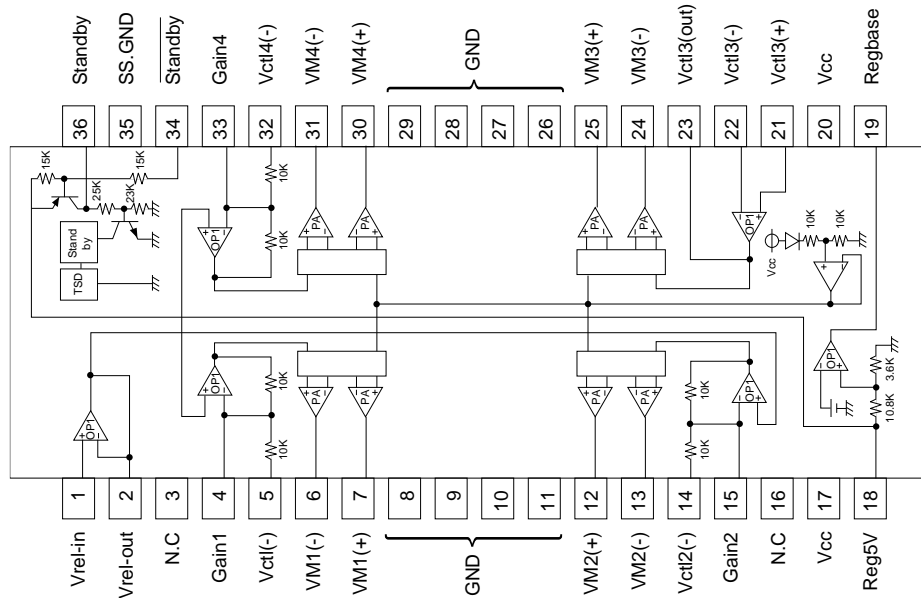 Standby
SS.GND
Standby
Gain4
Vctl4(-)
VM4(-)
VM4(+)
GND
VM3(+)
VM3(-)
Vctl3(out)
Vctl3(-)
Vctl3(+)
Vcc
Regbase
36
35
34
33
32
31
30
29
28
27
26
25
24
23
22
21
20
19
15K
15K
25K
23K
Stand
by
TSD
OP1
+
-
10K
10K
PA
+
-
PA
+
-
PA
+
-
PA
+
-
OP1
+
-
Vcc
10K
10K
+
-
OP1
+
-
OP1
+
-
10K
10K
PA
+
-
PA
+
-
PA
+
-
PA
+
-
10K
10K
OP1
+
-
OP1
+
-
3.6K
10.8K
1
2
3
4
5
6
7
8
9
10
11
12
13
14
15
16
17
18
Vrel-in
Vrel-out
N.C
Gain1
Vctl(-)
VM1(-)
VM1(+)
GND
VM2(+)
VM2(-)
Vctl2(-)
Gain2
N.C
Vcc
Reg5V